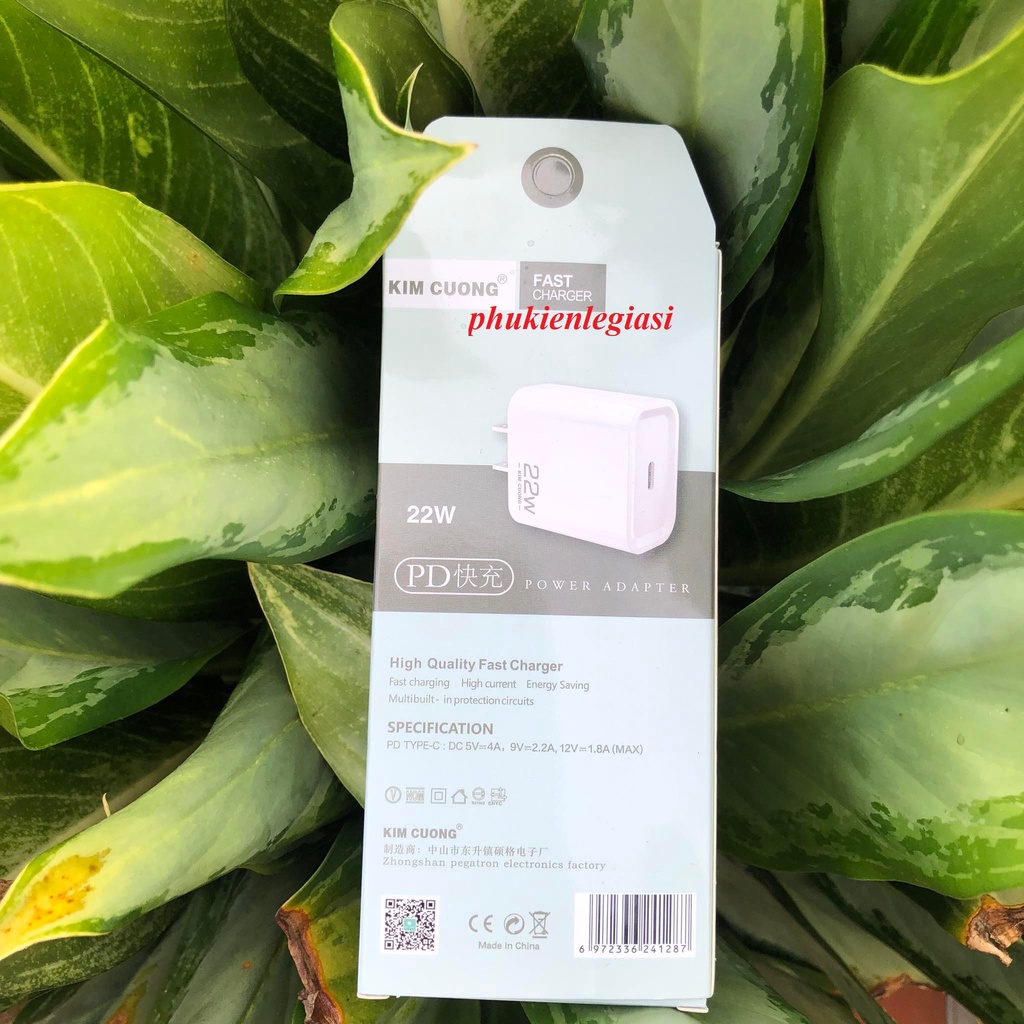 KIM CUONG®
FAST
CHARGER
phukienlegiasi
22W
KIM CUONG
22W
PD快充
POWER ADAPTER
High Quality Fast Charger
Fast charging High current Energy Saving
Multibuilt- in protection circuits
SPECIFICATION
PD TYPE-C : DC 5V⎓4A, 9V⎓2.2A, 12V⎓1.8A (MAX)
KIM CUONG®
制造商: 中山市东升镇硕格电子厂
Zhongshan pegatron electronics factory
CE
Made in China
6 972336 241287